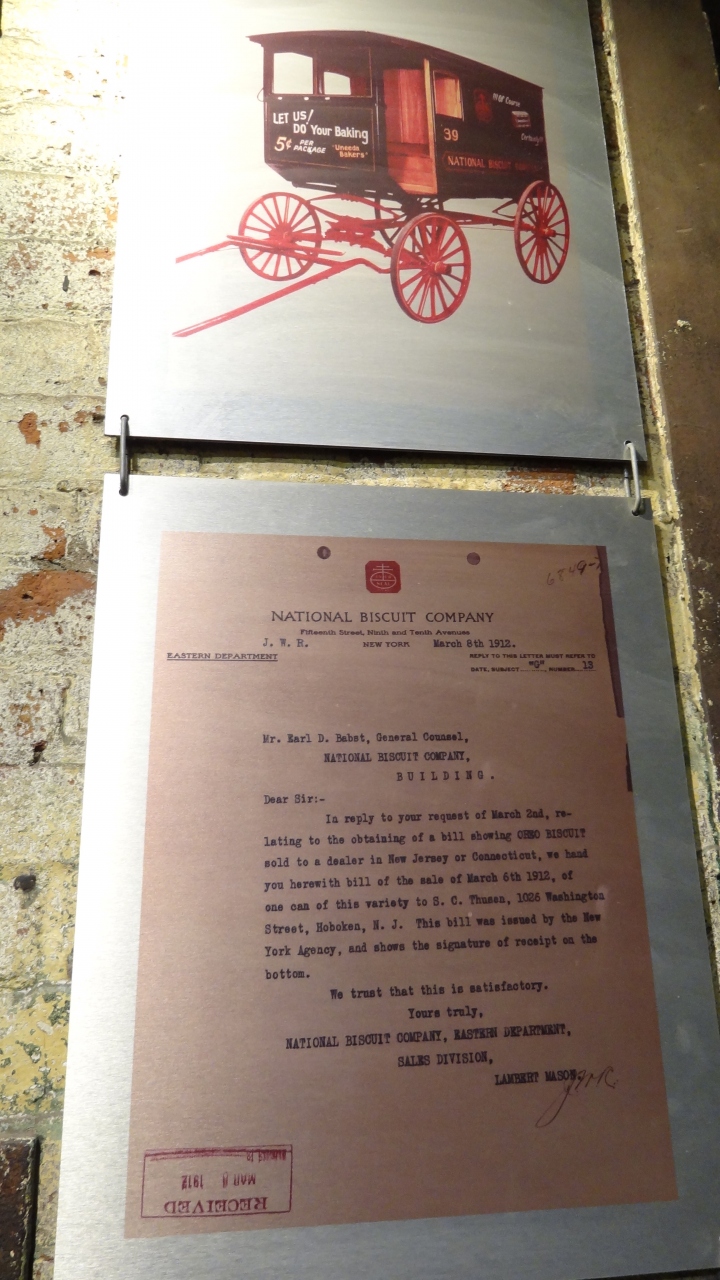 LET US!
DO Your Baking
5¢ PER PACKAGE "Uneeda Bakers"
39
Of Course
Certainly!
NATIONAL BISCUIT
6849-
NATIONAL BISCUIT COMPANY
Fifteenth Street, Ninth and Tenth Avenues
J. W. R. NEW YORK March 8th 1912.
EASTERN DEPARTMENT
REPLY TO THIS LETTER MUST REFER TO
DATE, SUBJECT "G" NUMBER 13
Mr. Earl D. Babst, General Counsel,
NATIONAL BISCUIT COMPANY,
BUILDING.
Dear Sir:-
In reply to your request of March 2nd, re-
lating to the obtaining of a bill showing OREO BISCUIT
sold to a dealer in New Jersey or Connecticut, we hand
you herewith bill of the sale of March 6th 1912, of
one can of this variety to S. C. Thusen, 1026 Washington
Street, Hoboken, N. J. This bill was issued by the New
York Agency, and shows the signature of receipt on the
bottom.
We trust that this is satisfactory.
Yours truly,
NATIONAL BISCUIT COMPANY, EASTERN DEPARTMENT,
SALES DIVISION,
LAMBERT MASON.
RECEIVED
MAR 8 1912